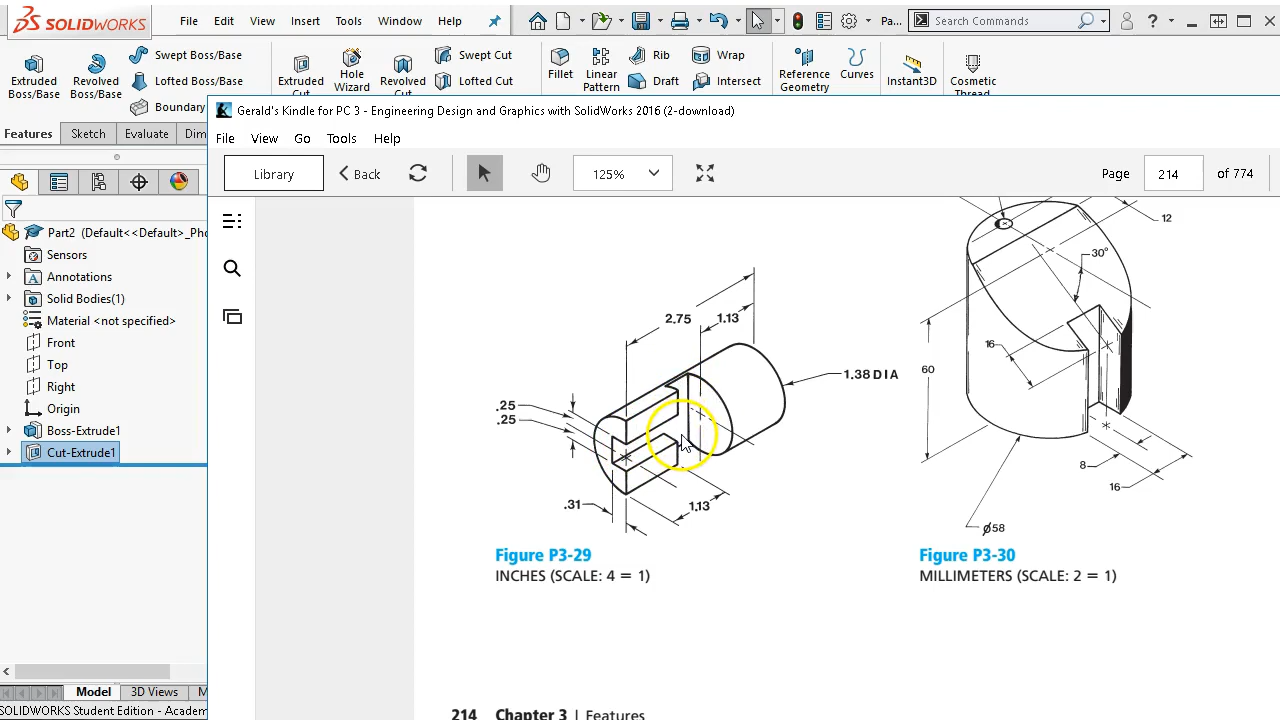 SOLIDWORKS
File Edit View Insert Tools Window Help
Pa...
Search Commands
Extruded Boss/Base
Revolved Boss/Base
Swept Boss/Base
Lofted Boss/Base
Boundary
Extruded Cut
Hole Wizard
Revolved Cut
Swept Cut
Lofted Cut
Fillet
Linear Pattern
Rib
Draft
Wrap
Intersect
Reference Geometry
Curves
Instant3D
Cosmetic Thread
Features Sketch Evaluate Dim
Gerald's Kindle for PC 3 - Engineering Design and Graphics with SolidWorks 2016 (2-download)
File View Go Tools Help
Library
Back
125%
Page 214 of 774
Part2 (Default<<Default>_Pho
Sensors
Annotations
Solid Bodies(1)
Material <not specified>
Front
Top
Right
Origin
Boss-Extrude1
Cut-Extrude1
2.75
1.13
1.38 DIA
.25
.25
.31
1.13
Figure P3-29
INCHES (SCALE: 4 = 1)
12
30°
16
60
8
16
ϕ58
Figure P3-30
MILLIMETERS (SCALE: 2 = 1)
214 Chapter 3 | Features
Model 3D Views M
SOLIDWORKS Student Edition - Academ